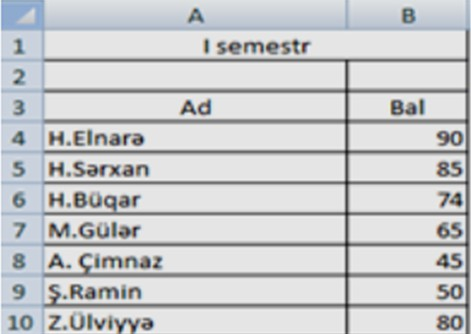 A B
1 I semestr
2
3 Ad Bal
4 H.Elnarə 90
5 H.Sərxan 85
6 H.Büqar 74
7 M.Gülər 65
8 A. Çimnaz 45
9 Ş.Ramin 50
10 Z.Ülviyyə 80